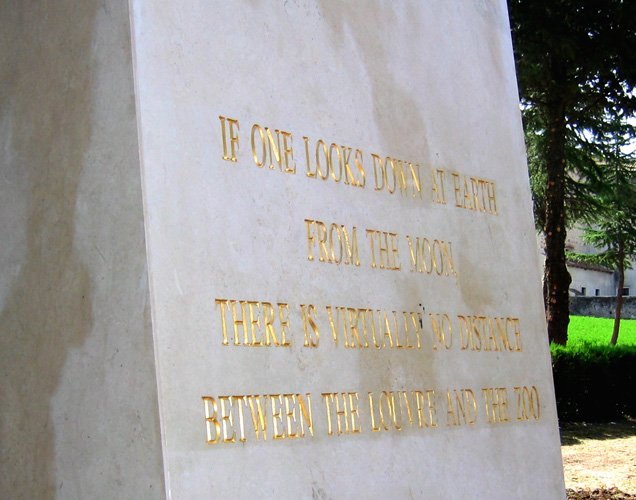 IF ONE LOOKS DOWN AT EARTH
FROM THE MOON,
THERE IS VIRTUALLY NO DISTANCE
BETWEEN THE LOUVRE AND THE ZOO